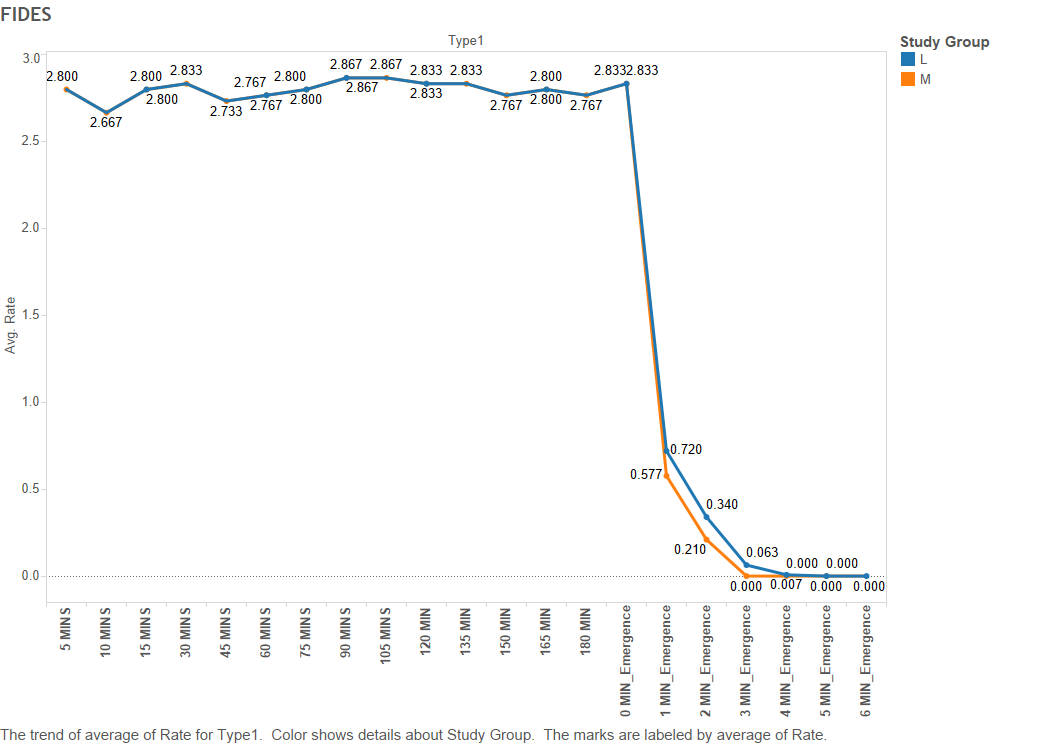 FIDES
Type1
Study Group
L
M
3.0
2.5
2.0
1.5
1.0
0.5
0.0
Avg. Rate
2.800
2.667
2.800
2.800
2.833
2.733
2.767
2.767
2.800
2.800
2.867
2.867
2.867
2.833
2.833
2.833
2.767
2.800
2.800
2.767
2.833
2.833
0.720
0.577
0.340
0.210
0.063
0.000
0.000
0.007
0.000
0.000
0.000
5 MINS
10 MINS
15 MINS
30 MINS
45 MINS
60 MINS
75 MINS
90 MINS
105 MINS
120 MIN
135 MIN
150 MIN
165 MIN
180 MIN
0 MIN_Emergence
1 MIN_Emergence
2 MIN_Emergence
3 MIN_Emergence
4 MIN_Emergence
5 MIN_Emergence
6 MIN_Emergence
The trend of average of Rate for Type1.  Color shows details about Study Group.  The marks are labeled by average of Rate.